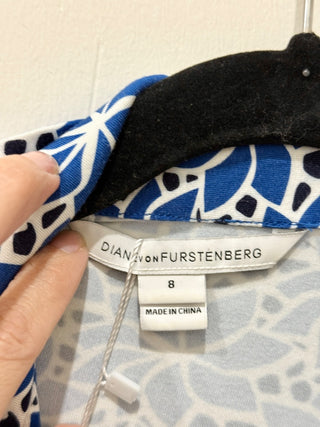 DIANE VON FURSTENBERG
8
MADE IN CHINA